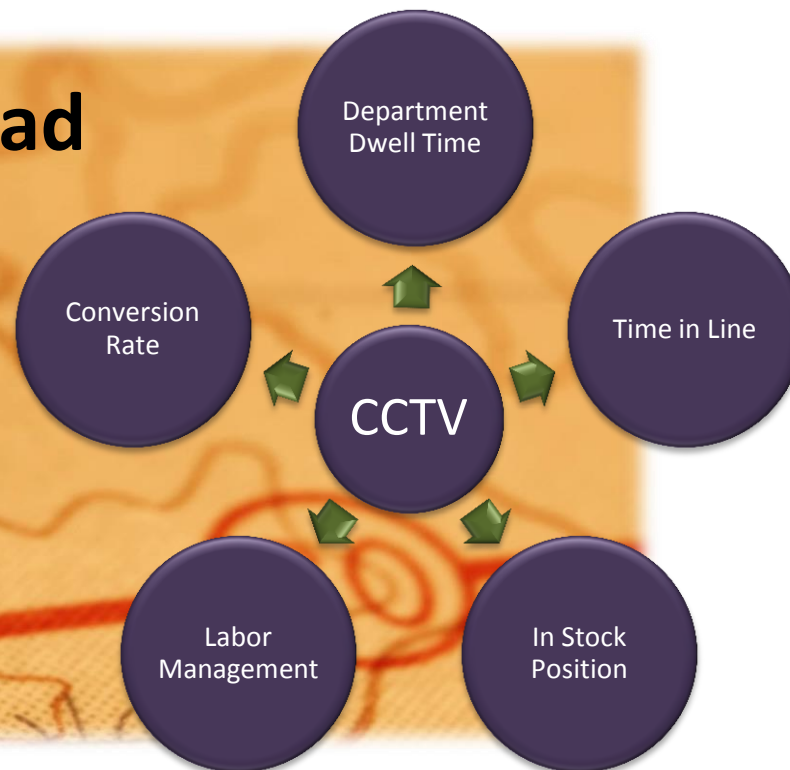 ad
Department
Dwell Time
Conversion
Rate
Time in Line
CCTV
Labor
Management
In Stock
Position